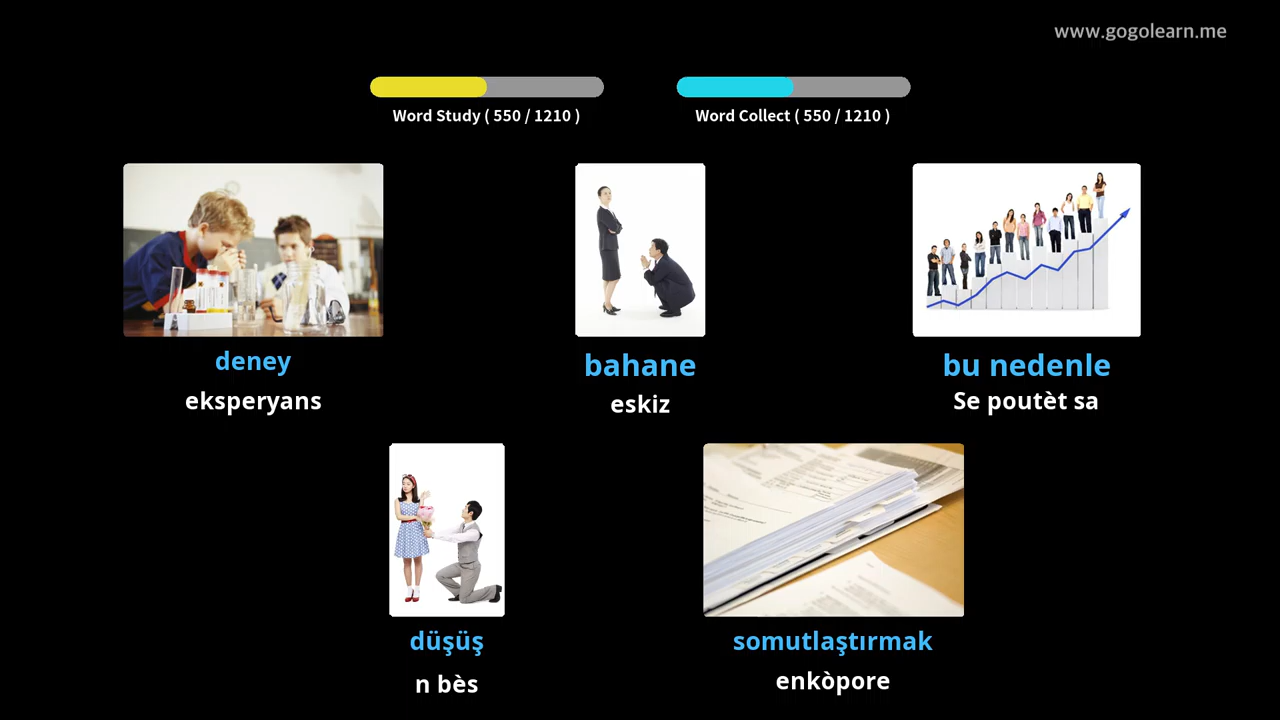 www.gogolearn.me
Word Study ( 550 / 1210 )
Word Collect ( 550 / 1210 )
deney
eksperyans
bahane
eskiz
bu nedenle
Se poutèt sa
düşüş
n bès
somutlaştırmak
enkòpore